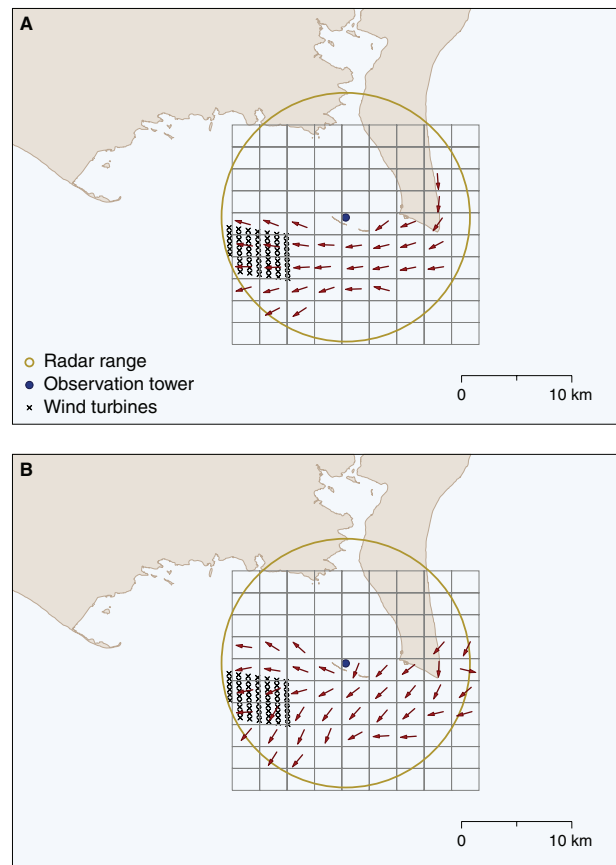 A
Radar range
Observation tower
Wind turbines
0 10 km
B
0 10 km